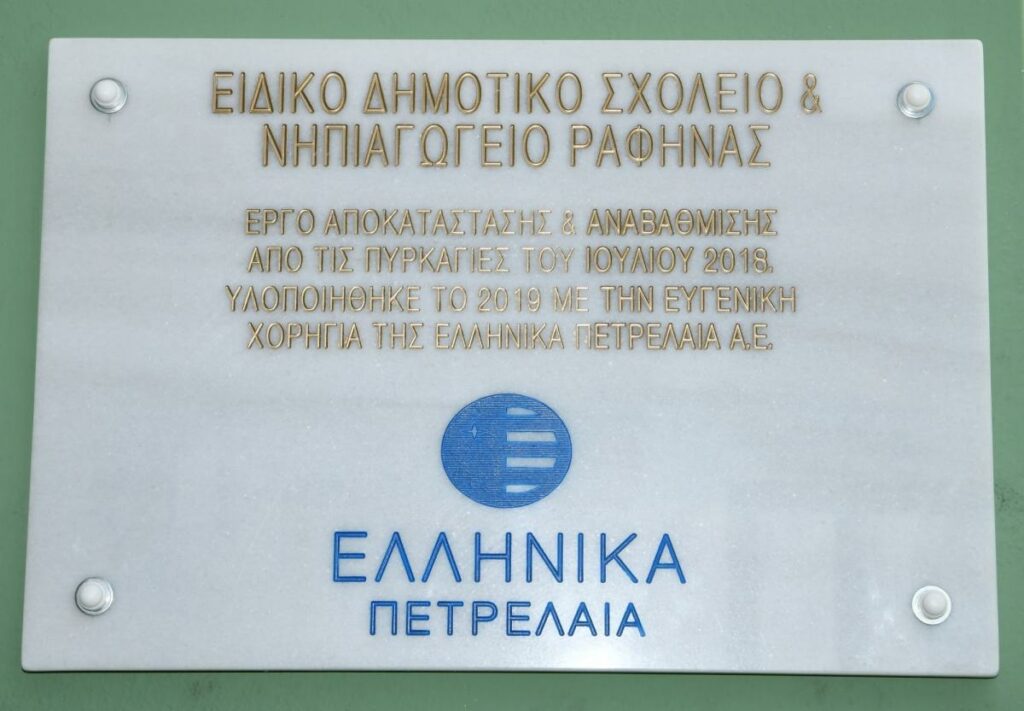 ΕΙΔΙΚΟ ΔΗΜΟΤΙΚΟ ΣΧΟΛΕΙΟ &
ΝΗΠΙΑΓΩΓΕΙΟ ΡΑΦΗΝΑΣ
ΕΡΓΟ ΑΠΟΚΑΤΑΣΤΑΣΗΣ & ΑΝΑΒΑΘΜΙΣΗΣ
ΑΠΟ ΤΙΣ ΠΥΡΚΑΓΙΕΣ ΤΟΥ ΙΟΥΛΙΟΥ 2018.
ΥΛΟΠΟΙΗΘΗΚΕ ΤΟ 2019 ΜΕ ΤΗΝ ΕΥΓΕΝΙΚΗ
ΧΟΡΗΓΙΑ ΤΗΣ ΕΛΛΗΝΙΚΑ ΠΕΤΡΕΛΑΙΑ Α.Ε.
ΕΛΛΗΝΙΚΑ
ΠΕΤΡΕΛΑΙΑ